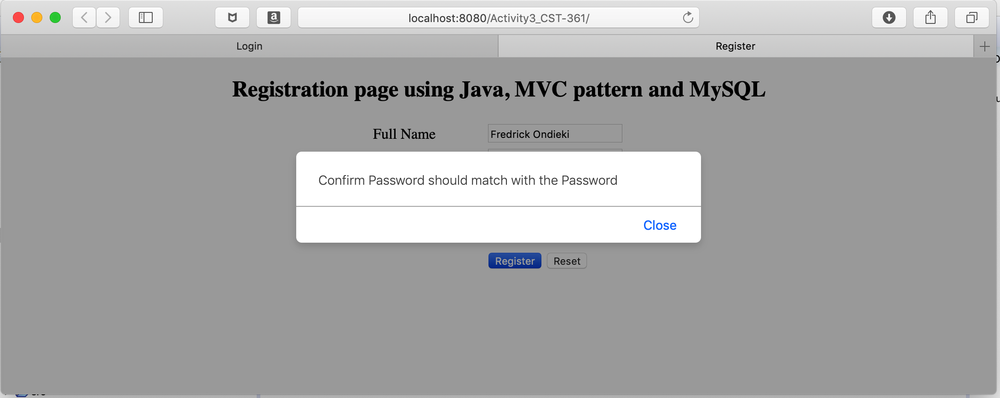 localhost:8080/Activity3_CST-361/
Login
Register
Registration page using Java, MVC pattern and MySQL
Full Name
Fredrick Ondieki
Confirm Password should match with the Password
Close
Register
Reset